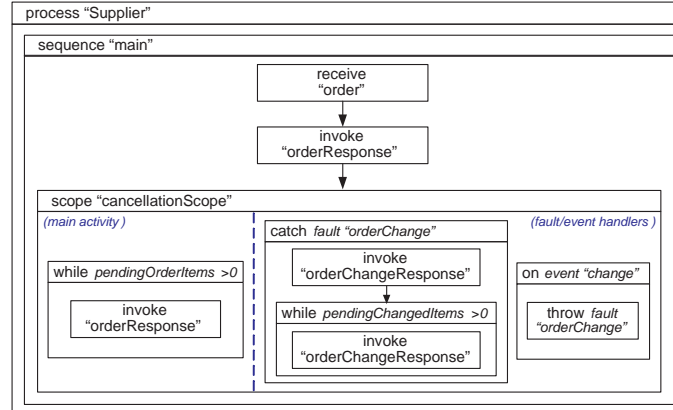 process “Supplier”
sequence “main”
receive
“order”
invoke
“orderResponse”
scope “cancellationScope”
(main activity )
(fault/event handlers )
while pendingOrderItems >0
invoke
“orderResponse”
catch fault “orderChange”
invoke
“orderChangeResponse”
while pendingChangedItems >0
invoke
“orderChangeResponse”
on event “change”
throw fault
“orderChange”